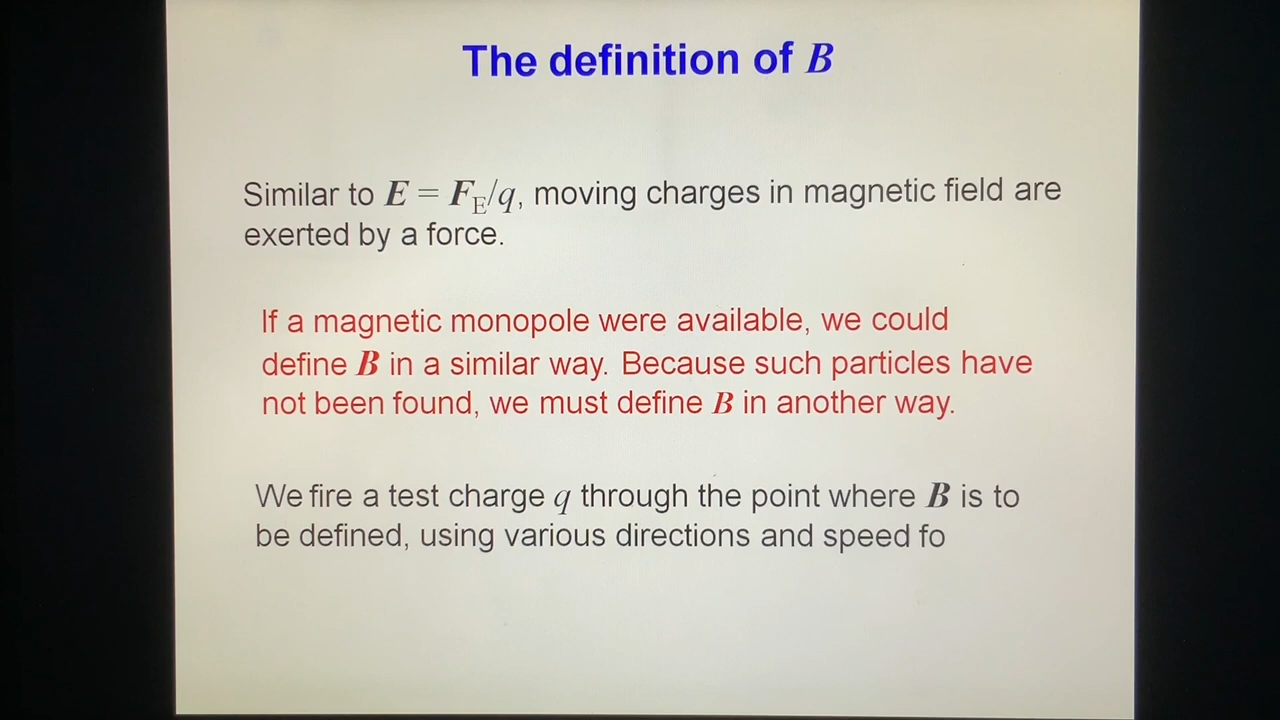 The definition of B
Similar to E = F_E/q, moving charges in magnetic field are
exerted by a force.
If a magnetic monopole were available, we could
define B in a similar way. Because such particles have
not been found, we must define B in another way.
We fire a test charge q through the point where B is to
be defined, using various directions and speed fo